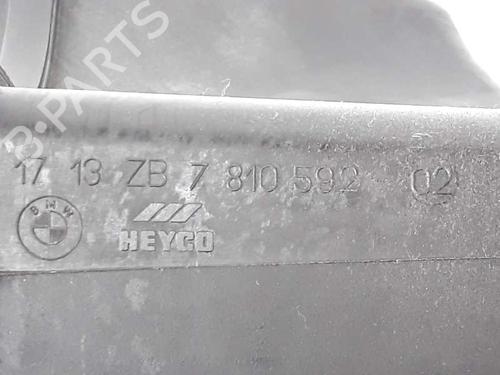 B-PARTS
17 13 ZB 7 810 592 - 02
BMW
HEYCO